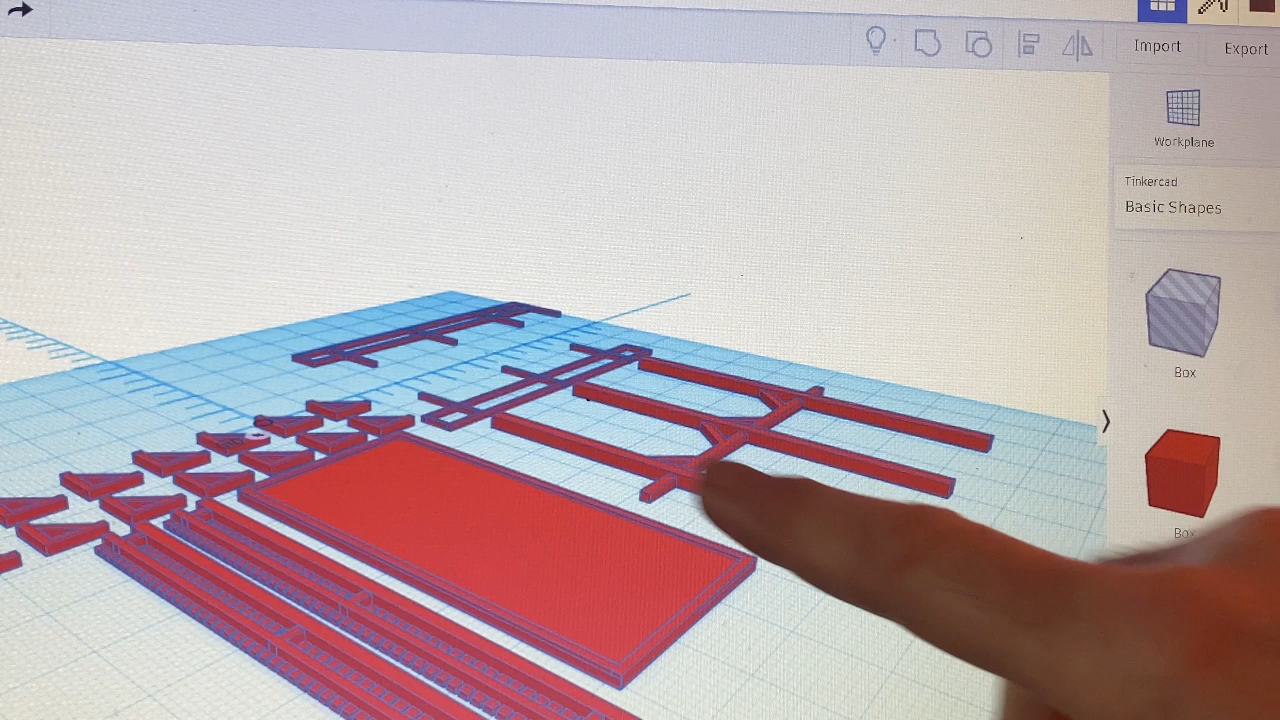 Import
Export
Workplane
Tinkercad
Basic Shapes
Box
Box